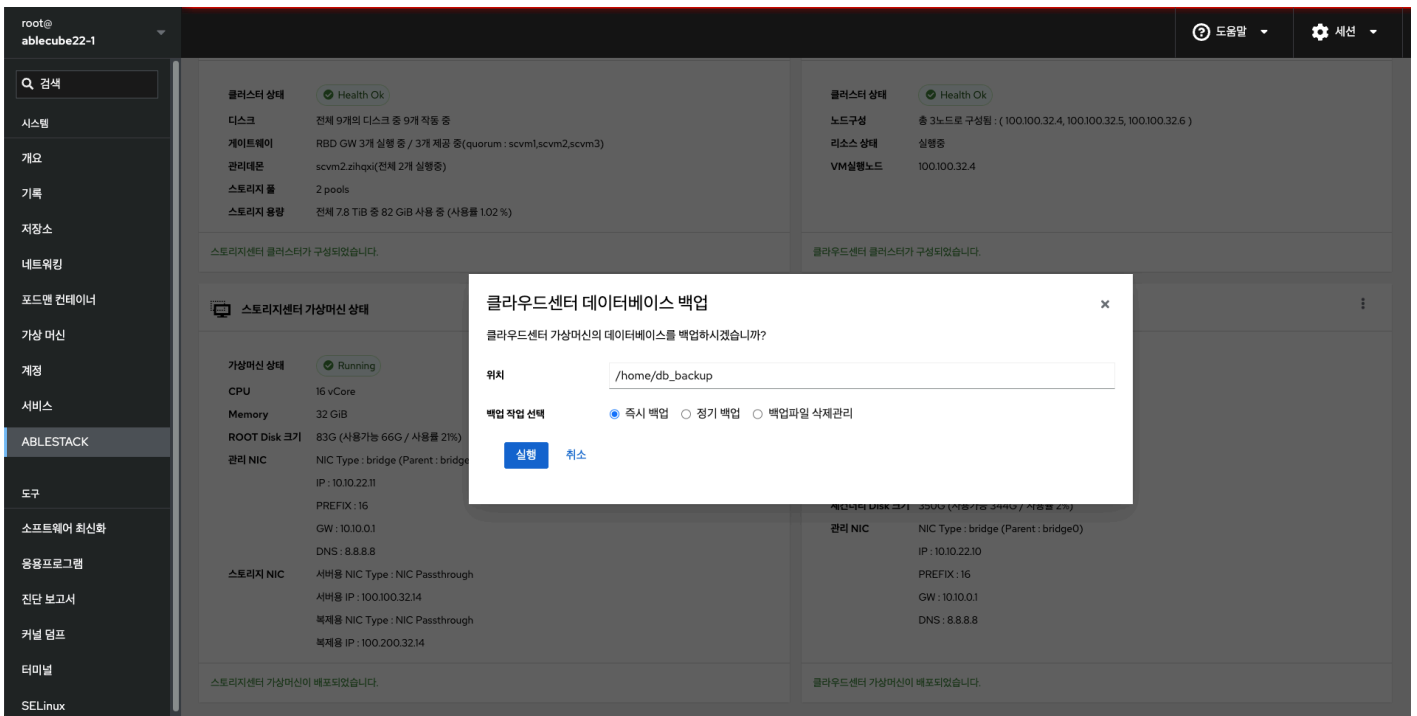 root@
ablecube22-1
도움말
세션
검색
시스템
개요
기록
저장소
네트워킹
포드맨 컨테이너
가상 머신
계정
서비스
ABLESTACK
도구
소프트웨어 최신화
응용프로그램
진단 보고서
커널 덤프
터미널
SELinux
클러스터 상태 Health Ok
디스크 전체 9개의 디스크 중 9개 작동 중
게이트웨이 RBD GW 3개 실행 중 / 3개 제공 중(quorum : scvm1,scvm2,scvm3)
관리데몬 scvm2.zihqxi(전체 2개 실행중)
스토리지 풀 2 pools
스토리지 용량 전체 7.8 TiB 중 82 GiB 사용 중 (사용률 1.02 %)
스토리지센터 클러스터가 구성되었습니다.
클러스터 상태 Health Ok
노드구성 총 3노드로 구성됨 : ( 100.100.32.4, 100.100.32.5, 100.100.32.6 )
리소스 상태 실행중
VM실행노드 100.100.32.4
클라우드센터 클러스터가 구성되었습니다.
클라우드센터 데이터베이스 백업
클라우드센터 가상머신의 데이터베이스를 백업하시겠습니까?
위치 /home/db_backup
백업 작업 선택 즉시 백업 정기 백업 백업파일 삭제관리
실행 취소
스토리지센터 가상머신 상태
가상머신 상태 Running
CPU 16 vCore
Memory 32 GiB
ROOT Disk 크기 83G (사용가능 66G / 사용률 21%)
관리 NIC NIC Type : bridge (Parent : bridge
IP : 10.10.22.11
PREFIX : 16
GW : 10.10.0.1
DNS : 8.8.8.8
스토리지 NIC 서버용 NIC Type : NIC Passthrough
서버용 IP : 100.100.32.14
복제용 NIC Type : NIC Passthrough
복제용 IP : 100.200.32.14
스토리지센터 가상머신이 배포되었습니다.
세컨더리 Disk 크기 350G (사용가능 344G / 사용률 2%)
관리 NIC NIC Type : bridge (Parent : bridge0)
IP : 10.10.22.10
PREFIX : 16
GW : 10.10.0.1
DNS : 8.8.8.8
클라우드센터 가상머신이 배포되었습니다.